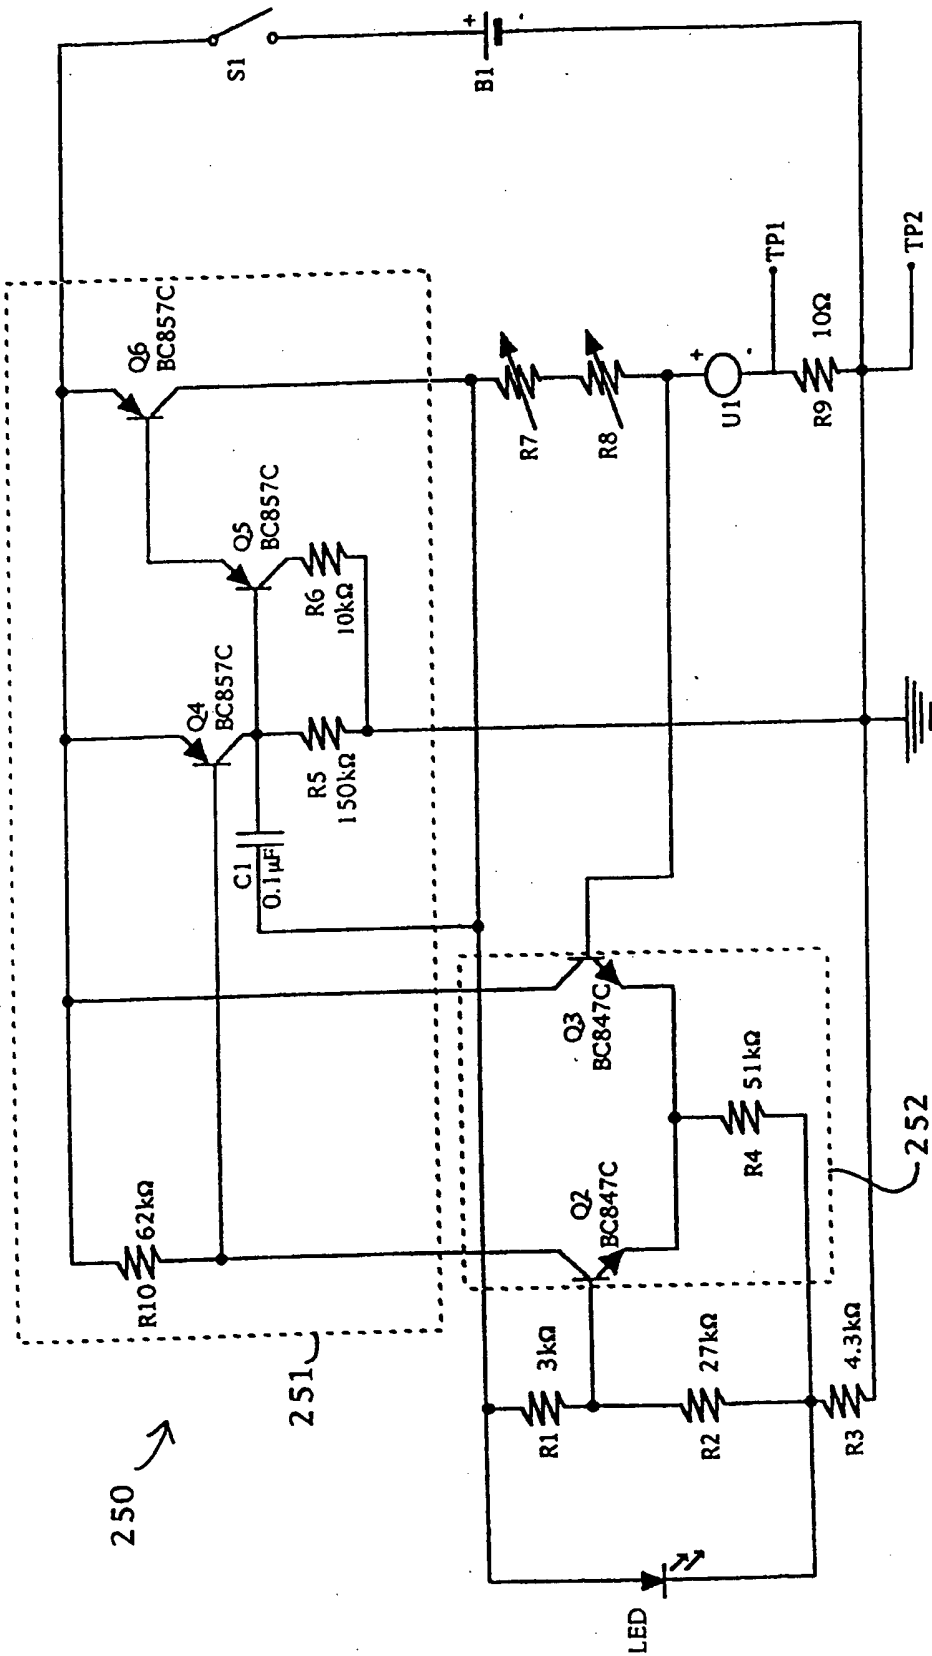 S1
+
B1
Q6
BC857C
Q5
BC857C
Q4
BC857C
R6
10kΩ
R5
150kΩ
C1
0.1µF
R7
R8
+
U1
TP1
R9
10Ω
TP2
Q3
BC847C
Q2
BC847C
R4
51kΩ
R10
62kΩ
R1
3kΩ
R2
27kΩ
R3
4.3kΩ
LED
250
251
252